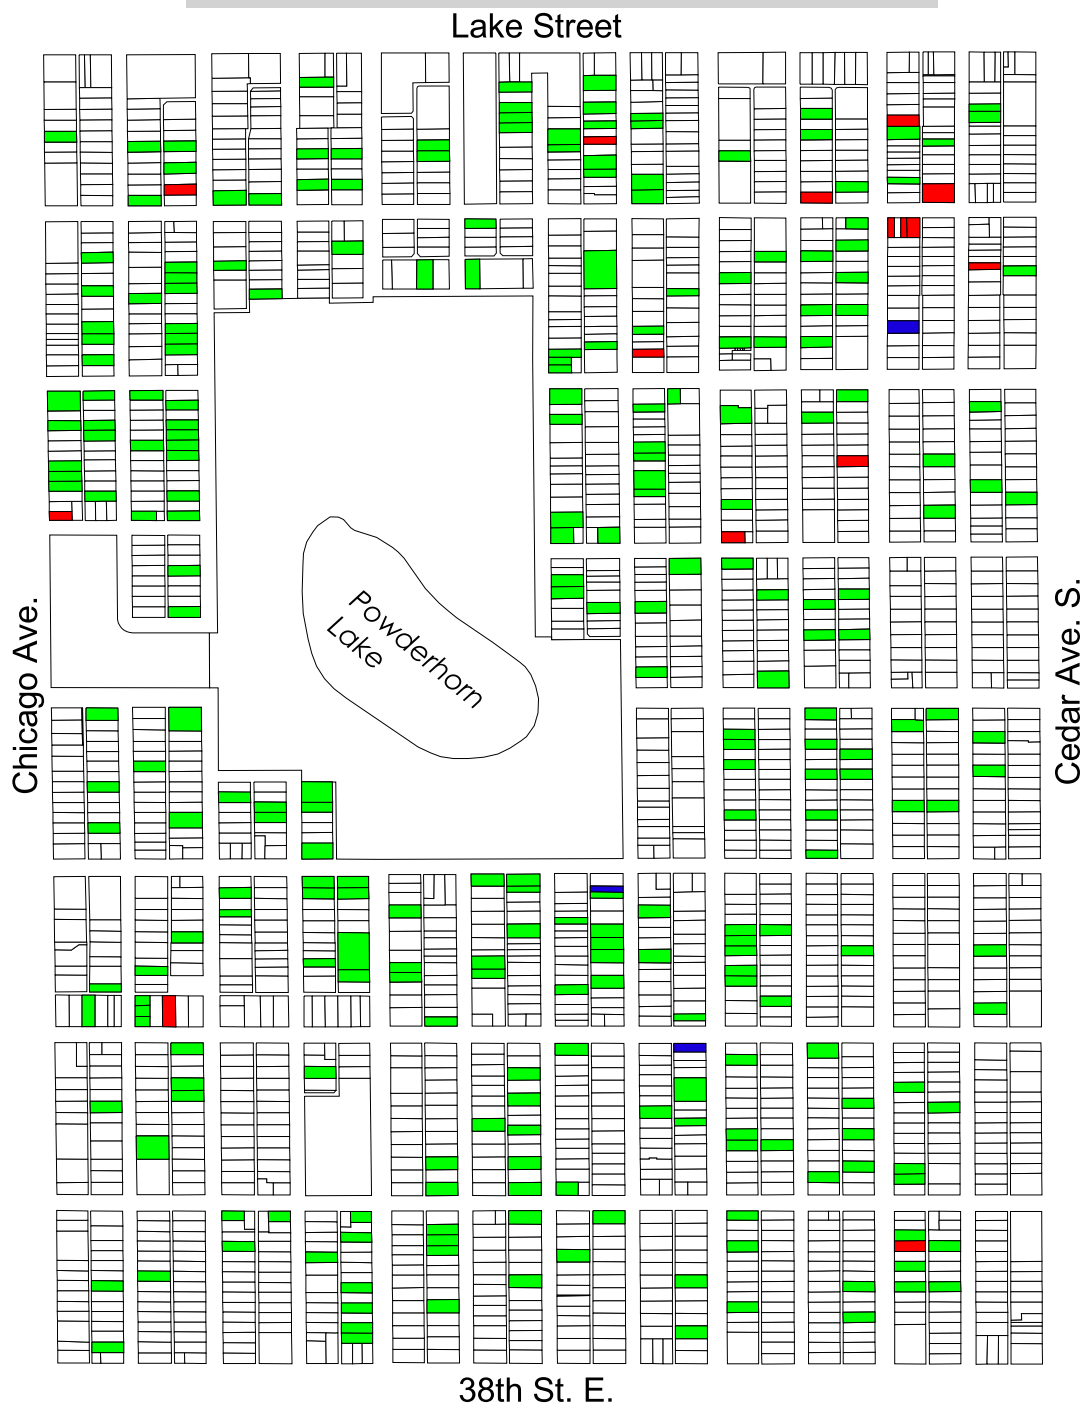 Lake Street
Chicago Ave.
Powderhorn
Lake
Cedar Ave. S.
38th St. E.